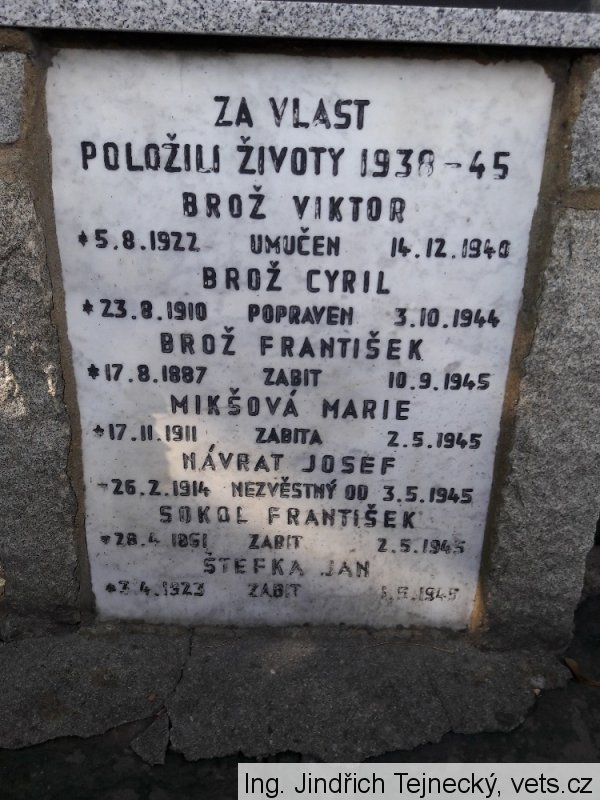 ZA VLAST
POLOŽILI ŽIVOTY 1938-45
BROŽ VIKTOR
*5.8.1922 UMUČEN 14.12.1940
BROŽ CYRIL
*23.8.1910 POPRAVEN 3.10.1944
BROŽ FRANTIŠEK
*17.8.1887 ZABIT 10.9.1945
MIKŠOVÁ MARIE
*17.11.1911 ZABITA 2.5.1945
NÁVRAT JOSEF
*26.2.1914 NEZVĚSTNÝ OD 3.5.1945
SOKOL FRANTIŠEK
*28.4.1861 ZABIT 2.5.1945
ŠTEFKA JAN
*3.4.1923 ZABIT
Ing. Jindřich Tejnecký, vets.cz